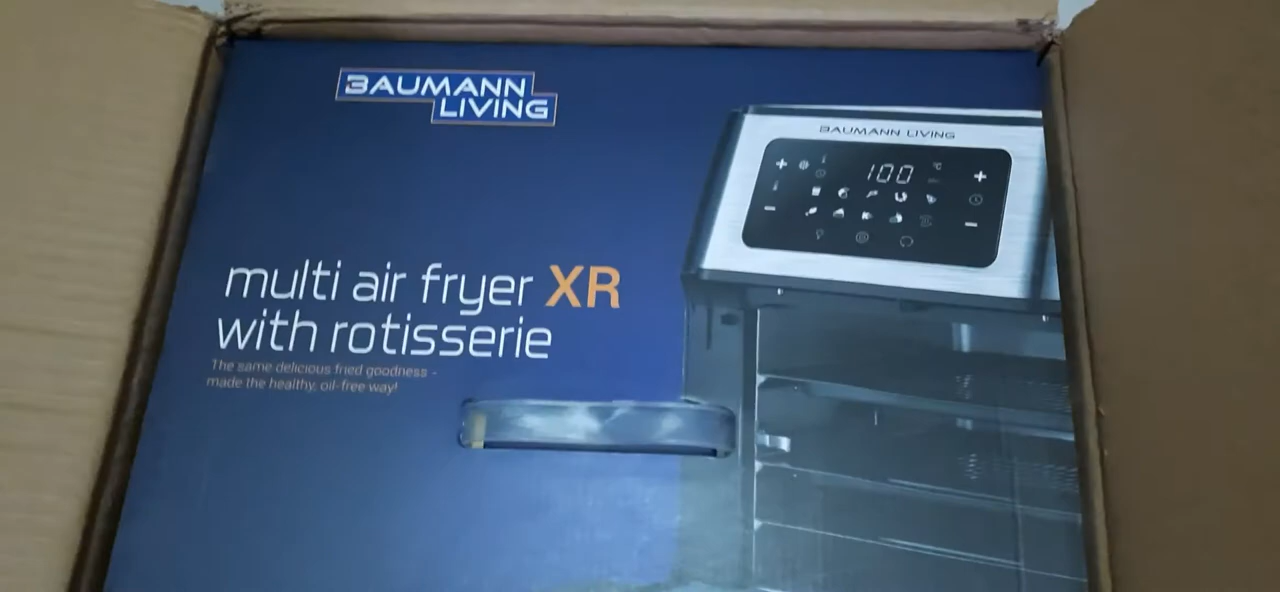 BAUMANN
LIVING
BAUMANN LIVING
100
°C
multi air fryer XR
with rotisserie
The same delicious fried goodness -
made the healthy, oil-free way!